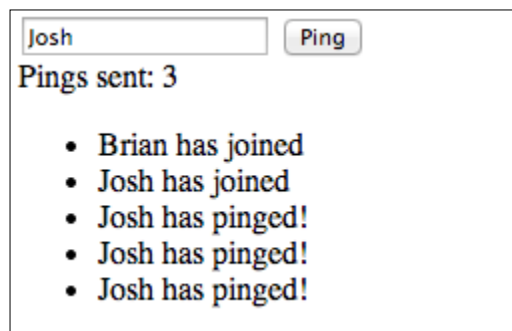 Josh Ping
Pings sent: 3
• Brian has joined
• Josh has joined
• Josh has pinged!
• Josh has pinged!
• Josh has pinged!